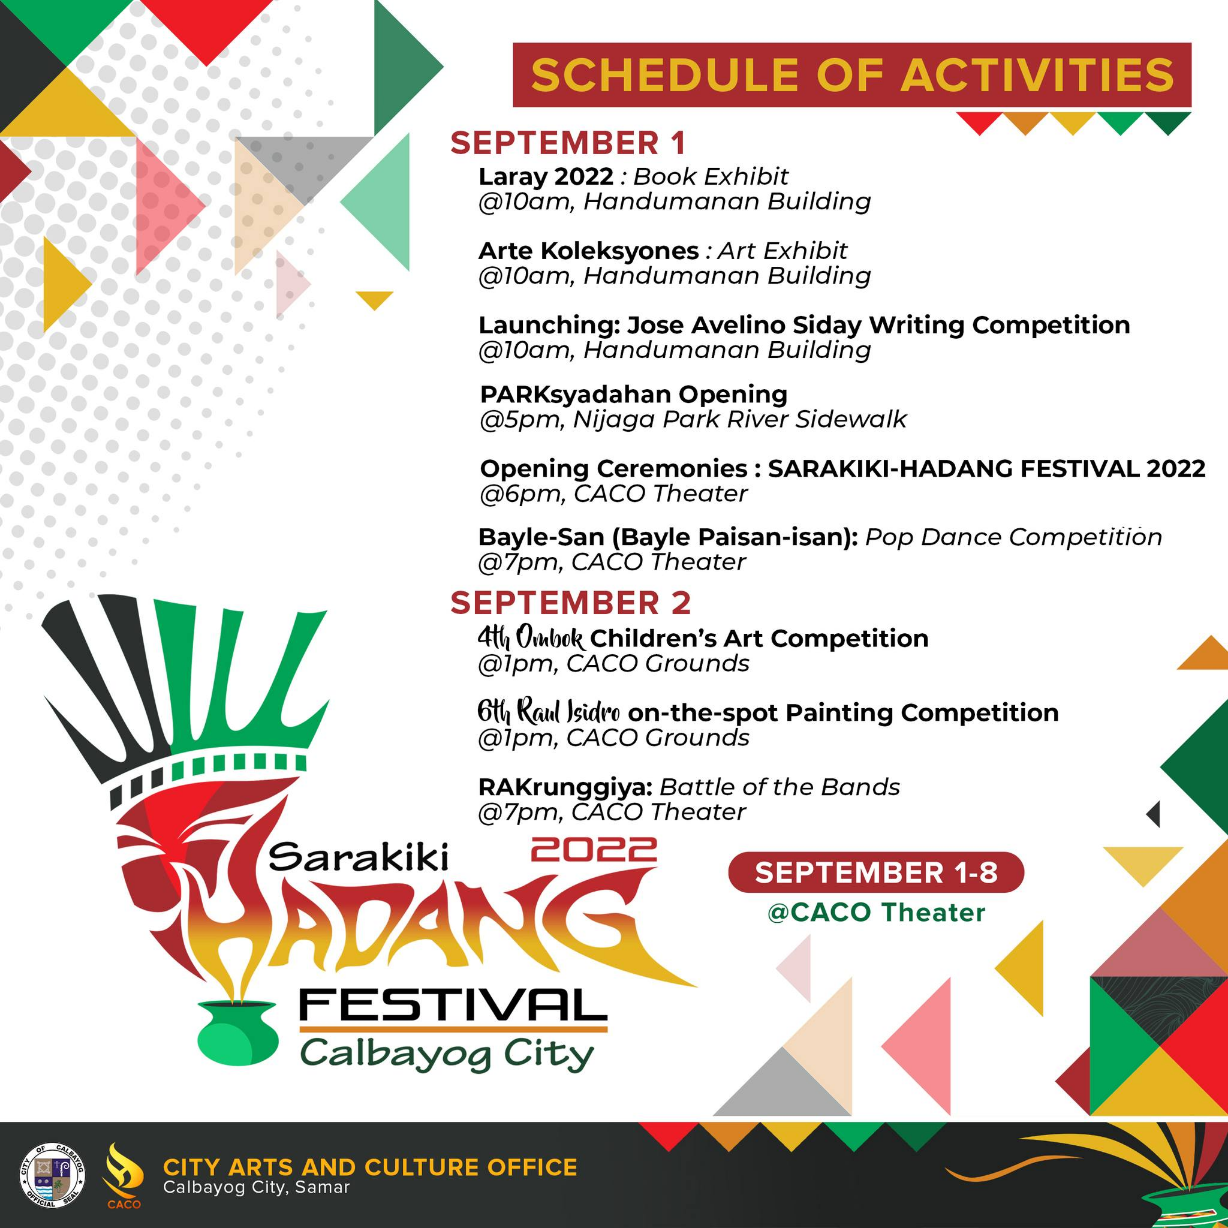 SCHEDULE OF ACTIVITIES
SEPTEMBER 1
Laray 2022 : Book Exhibit
@10am, Handumanan Building
Arte Koleksyones : Art Exhibit
@10am, Handumanan Building
Launching: Jose Avelino Siday Writing Competition
@10am, Handumanan Building
PARKsyadahan Opening
@5pm, Nijaga Park River Sidewalk
Opening Ceremonies : SARAKIKI-HADANG FESTIVAL 2022
@6pm, CACO Theater
Bayle-San (Bayle Paisan-isan): Pop Dance Competition
@7pm, CACO Theater
SEPTEMBER 2
4th Ombok Children's Art Competition
@1pm, CACO Grounds
6th Raul Isidro on-the-spot Painting Competition
@1pm, CACO Grounds
RAKrunggiya: Battle of the Bands
@7pm, CACO Theater
Sarakiki 2022
HADANG
FESTIVAL
Calbayog City
SEPTEMBER 1-8
@CACO Theater
CITY OF CALBAYOG
OFFICIAL SEAL
CACO
CITY ARTS AND CULTURE OFFICE
Calbayog City, Samar